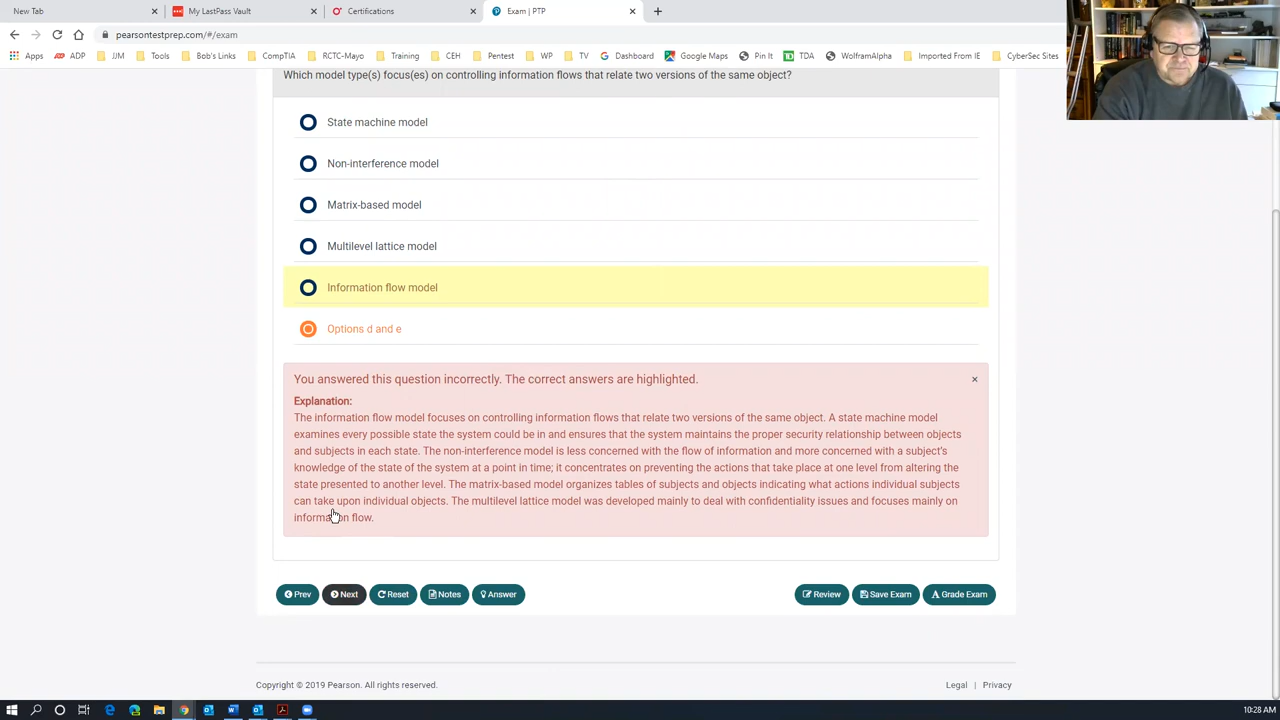 New Tab
My LastPass Vault
Certifications
Exam | PTP
pearsontestprep.com/#/exam
Apps ADP JJM Tools Bob's Links CompTIA RCTC-Mayo Training CEH Pentest WP TV Dashboard Google Maps Pin It TDA WolframAlpha Imported From IE CyberSec Sites
Which model type(s) focus(es) on controlling information flows that relate two versions of the same object?
State machine model
Non-interference model
Matrix-based model
Multilevel lattice model
Information flow model
Options d and e
You answered this question incorrectly. The correct answers are highlighted.
Explanation:
The information flow model focuses on controlling information flows that relate two versions of the same object. A state machine model
examines every possible state the system could be in and ensures that the system maintains the proper security relationship between objects
and subjects in each state. The non-interference model is less concerned with the flow of information and more concerned with a subject's
knowledge of the state of the system at a point in time; it concentrates on preventing the actions that take place at one level from altering the
state presented to another level. The matrix-based model organizes tables of subjects and objects indicating what actions individual subjects
can take upon individual objects. The multilevel lattice model was developed mainly to deal with confidentiality issues and focuses mainly on
information flow.
Prev Next Reset Notes Answer Review Save Exam Grade Exam
Copyright © 2019 Pearson. All rights reserved. Legal | Privacy
10:28 AM